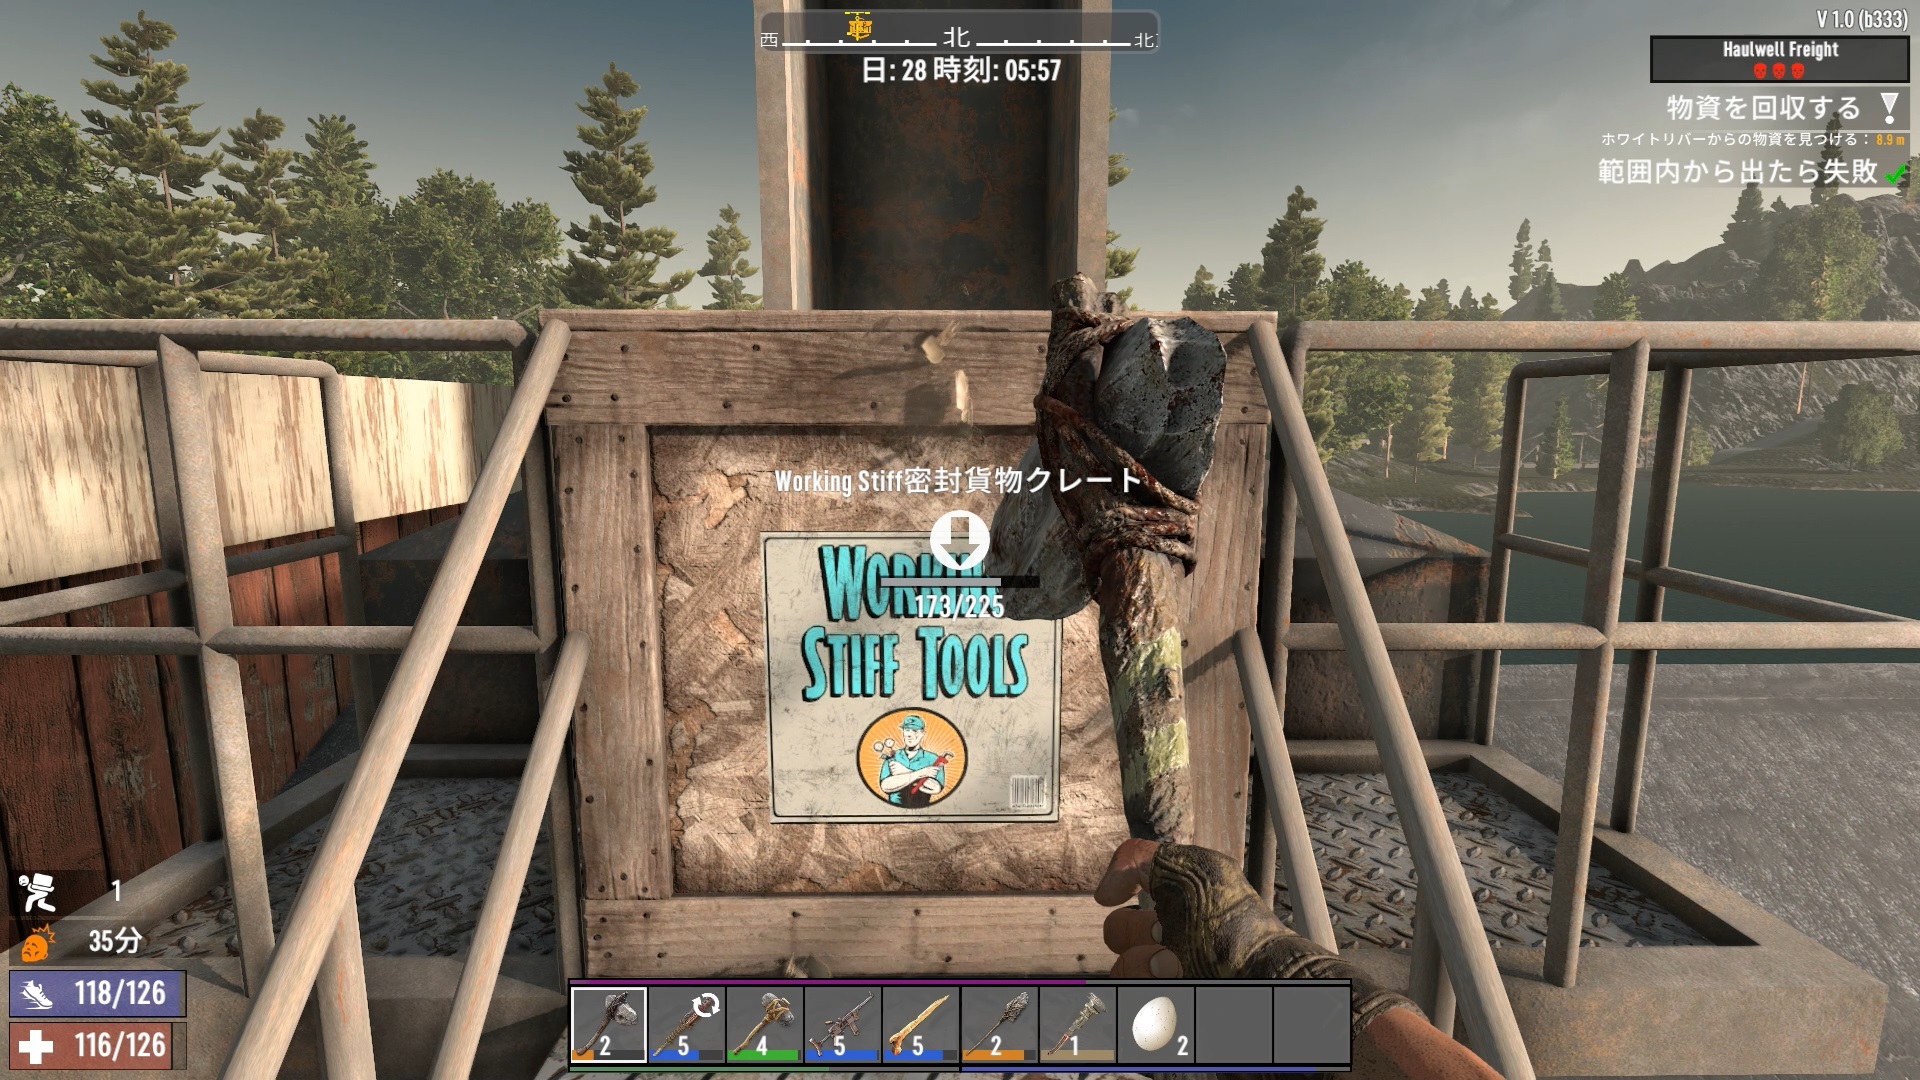 V 1.0 (b333)
西 北 北
日: 28 時刻: 05:57
Haulwell Freight
物資を回収する
ホワイトリバーからの物資を見つける: 8.9 m
範囲内から出たら失敗
Working Stiff密封貨物クレート
173/225
STIFF TOOLS
1
35分
118/126
116/126
2 5 4 5 5 2 1 2